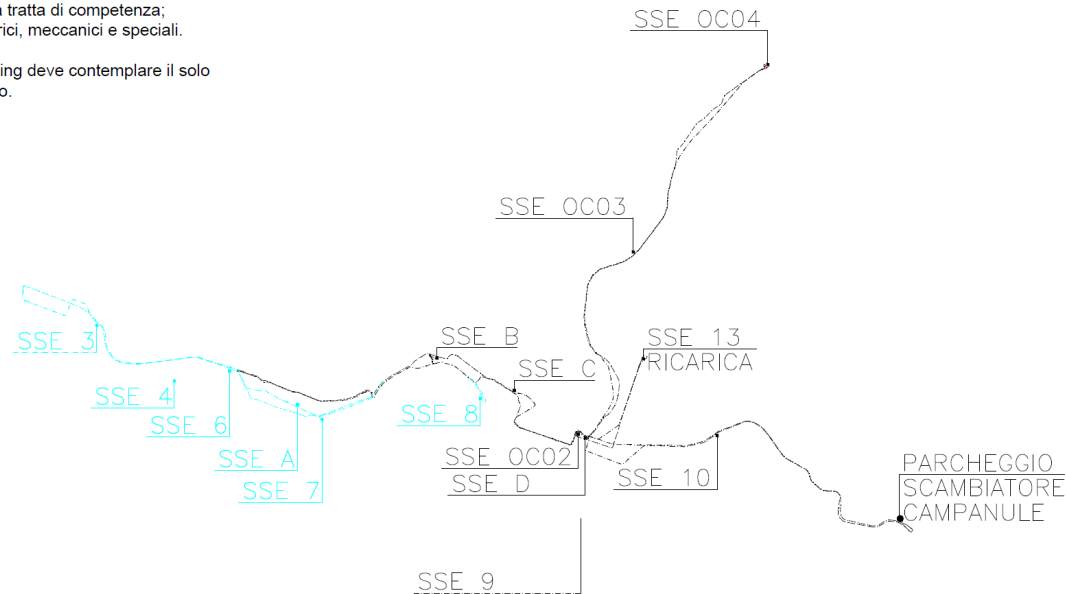 a tratta di competenza;
rici, meccanici e speciali.
ing deve contemplare il solo
o.
SSE OC04
SSE OC03
SSE 3
SSE B
SSE 13
RICARICA
SSE C
SSE 4
SSE 6
SSE 8
SSE A
SSE OC02
SSE 7
SSE D
SSE 10
PARCHEGGIO
SCAMBIATORE
CAMPANULE
SSE 9